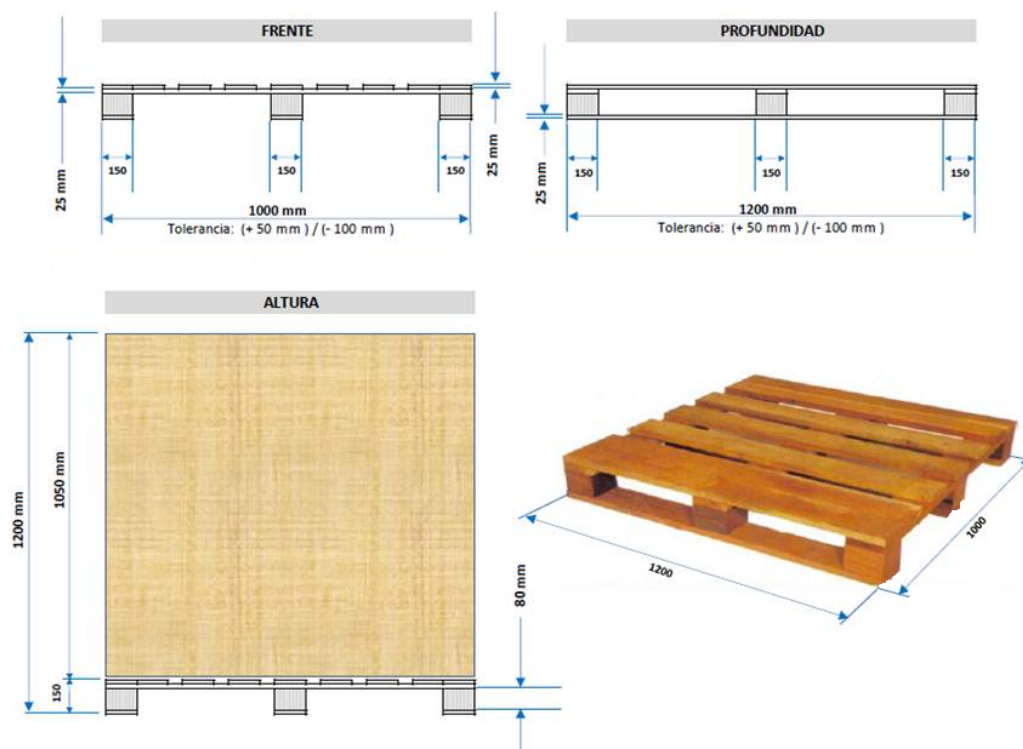 FRENTE
PROFUNDIDAD
25 mm
150
150
150
25 mm
1000 mm
Tolerancia: (+ 50 mm ) / (- 100 mm )
25 mm
150
150
150
1200 mm
Tolerancia: (+ 50 mm ) / (- 100 mm )
ALTURA
1200 mm
1050 mm
150
80 mm
1200
1000